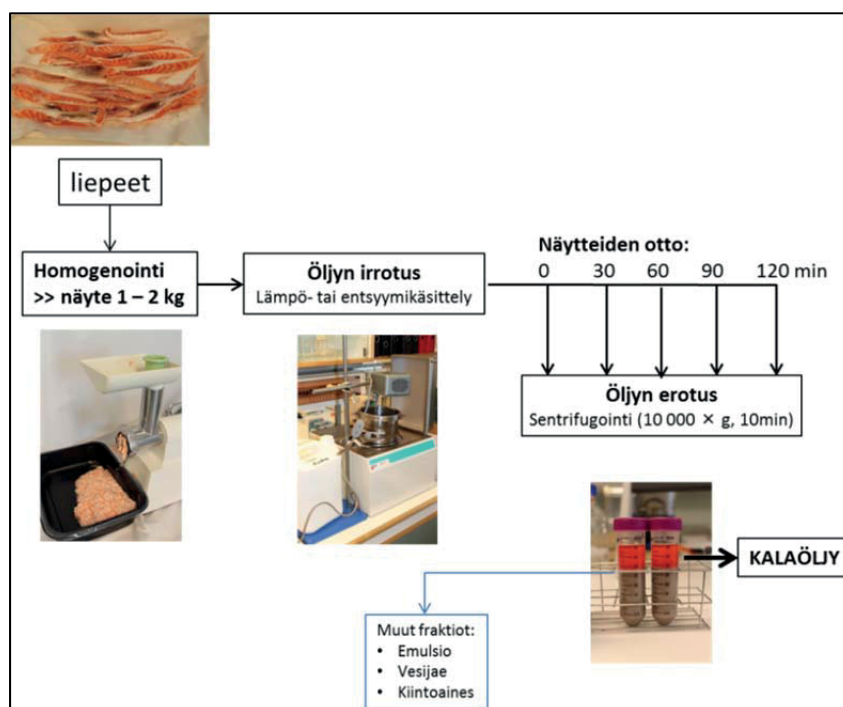 liepeet
Homogenointi
>> näyte 1 – 2 kg
Öljyn irrotus
Lämpö- tai entsyymikäsittely
Näytteiden otto:
0 30 60 90 120 min
Öljyn erotus
Sentrifugointi (10 000 × g, 10min)
KALAÖLJY
Muut fraktiot:
• Emulsio
• Vesijae
• Kiintoaines